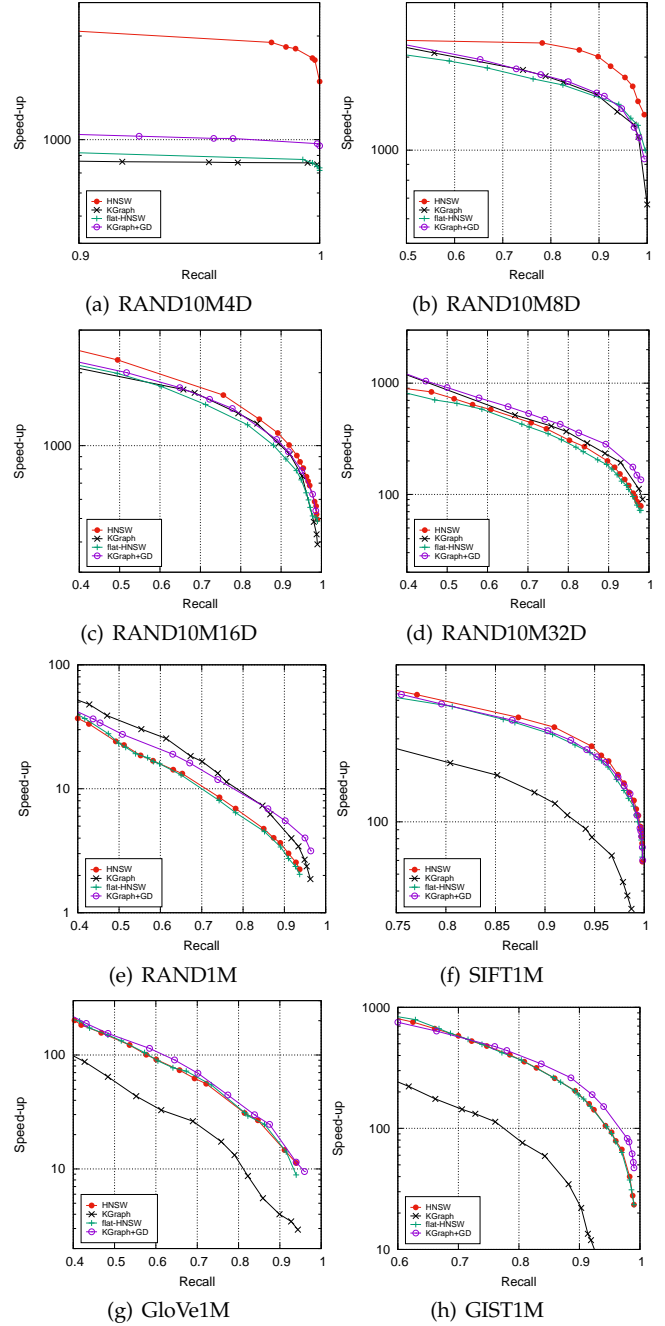 Speed-up
1000
HNSW
KGraph
flat-HNSW
KGraph+GD
0.9 1
Recall
(a) RAND10M4D
Speed-up
1000
HNSW
KGraph
flat-HNSW
KGraph+GD
0.5 0.6 0.7 0.8 0.9 1
Recall
(b) RAND10M8D
Speed-up
1000
HNSW
KGraph
flat-HNSW
KGraph+GD
0.4 0.5 0.6 0.7 0.8 0.9 1
Recall
(c) RAND10M16D
Speed-up
1000
100
HNSW
KGraph
flat-HNSW
KGraph+GD
0.4 0.5 0.6 0.7 0.8 0.9 1
Recall
(d) RAND10M32D
Speed-up
100
10
1
HNSW
KGraph
flat-HNSW
KGraph+GD
0.4 0.5 0.6 0.7 0.8 0.9 1
Recall
(e) RAND1M
Speed-up
100
HNSW
KGraph
flat-HNSW
KGraph+GD
0.75 0.8 0.85 0.9 0.95 1
Recall
(f) SIFT1M
Speed-up
100
10
HNSW
KGraph
flat-HNSW
KGraph+GD
0.4 0.5 0.6 0.7 0.8 0.9 1
Recall
(g) GloVe1M
Speed-up
1000
100
10
HNSW
KGraph
flat-HNSW
KGraph+GD
0.6 0.7 0.8 0.9 1
Recall
(h) GIST1M